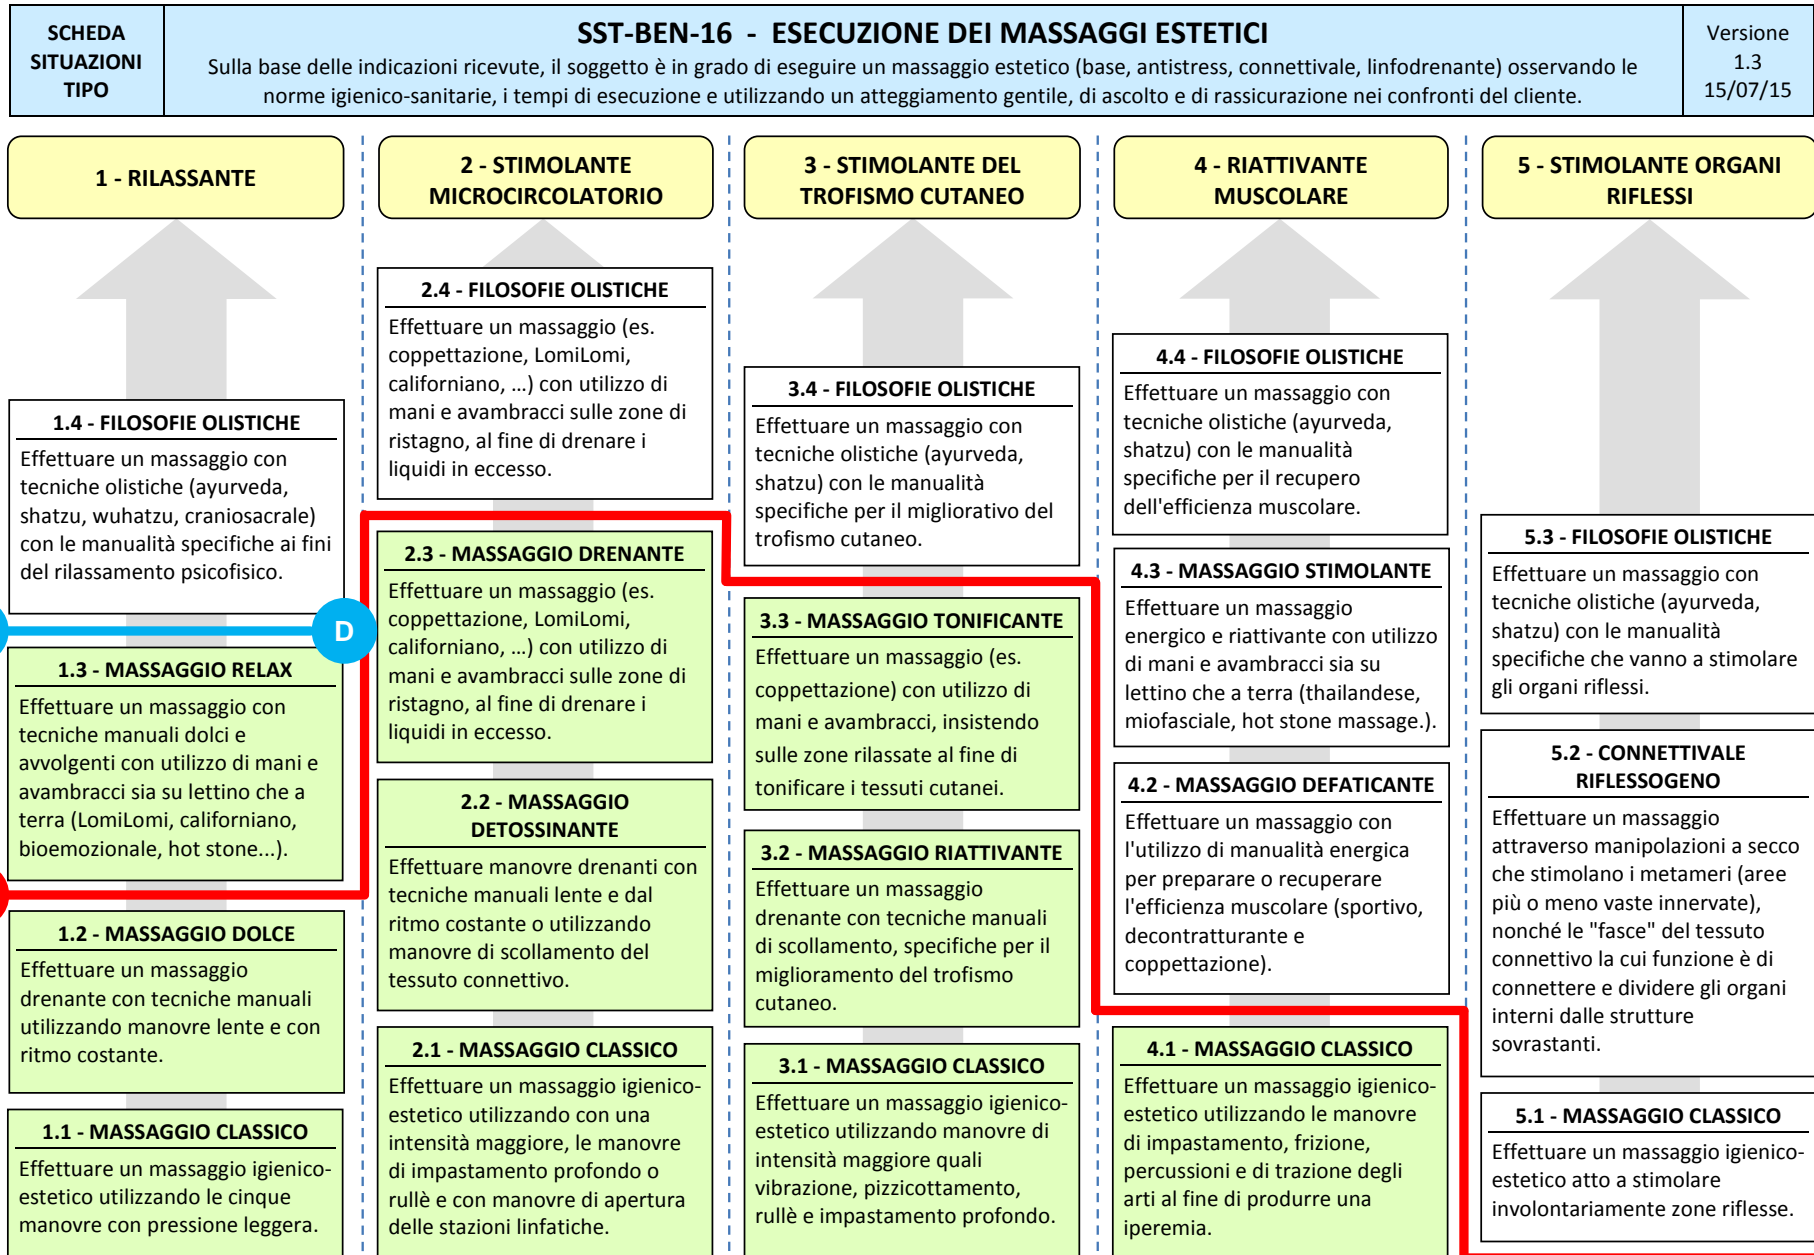 SCHEDA
SITUAZIONI
TIPO
SST-BEN-16 - ESECUZIONE DEI MASSAGGI ESTETICI
Sulla base delle indicazioni ricevute, il soggetto è in grado di eseguire un massaggio estetico (base, antistress, connettivale, linfodrenante) osservando le
norme igienico-sanitarie, i tempi di esecuzione e utilizzando un atteggiamento gentile, di ascolto e di rassicurazione nei confronti del cliente.
Versione
1.3
15/07/15
1 - RILASSANTE
1.4 - FILOSOFIE OLISTICHE
Effettuare un massaggio con
tecniche olistiche (ayurveda,
shatzu, wuhatzu, craniosacrale)
con le manualità specifiche ai fini
del rilassamento psicofisico.
D
1.3 - MASSAGGIO RELAX
Effettuare un massaggio con
tecniche manuali dolci e
avvolgenti con utilizzo di mani e
avambracci sia su lettino che a
terra (LomiLomi, californiano,
bioemozionale, hot stone...).
1.2 - MASSAGGIO DOLCE
Effettuare un massaggio
drenante con tecniche manuali
utilizzando manovre lente e con
ritmo costante.
1.1 - MASSAGGIO CLASSICO
Effettuare un massaggio igienico-
estetico utilizzando le cinque
manovre con pressione leggera.
2 - STIMOLANTE
MICROCIRCOLATORIO
2.4 - FILOSOFIE OLISTICHE
Effettuare un massaggio (es.
coppettazione, LomiLomi,
californiano, ...) con utilizzo di
mani e avambracci sulle zone di
ristagno, al fine di drenare i
liquidi in eccesso.
2.3 - MASSAGGIO DRENANTE
Effettuare un massaggio (es.
coppettazione, LomiLomi,
californiano, ...) con utilizzo di
mani e avambracci sulle zone di
ristagno, al fine di drenare i
liquidi in eccesso.
2.2 - MASSAGGIO
DETOSSINANTE
Effettuare manovre drenanti con
tecniche manuali lente e dal
ritmo costante o utilizzando
manovre di scollamento del
tessuto connettivo.
2.1 - MASSAGGIO CLASSICO
Effettuare un massaggio igienico-
estetico utilizzando con una
intensità maggiore, le manovre
di impastamento profondo o
rullè e con manovre di apertura
delle stazioni linfatiche.
3 - STIMOLANTE DEL
TROFISMO CUTANEO
3.4 - FILOSOFIE OLISTICHE
Effettuare un massaggio con
tecniche olistiche (ayurveda,
shatzu) con le manualità
specifiche per il migliorativo del
trofismo cutaneo.
3.3 - MASSAGGIO TONIFICANTE
Effettuare un massaggio (es.
coppettazione) con utilizzo di
mani e avambracci, insistendo
sulle zone rilassate al fine di
tonificare i tessuti cutanei.
3.2 - MASSAGGIO RIATTIVANTE
Effettuare un massaggio
drenante con tecniche manuali
di scollamento, specifiche per il
miglioramento del trofismo
cutaneo.
3.1 - MASSAGGIO CLASSICO
Effettuare un massaggio igienico-
estetico utilizzando manovre di
intensità maggiore quali
vibrazione, pizzicottamento,
rullè e impastamento profondo.
4 - RIATTIVANTE
MUSCOLARE
4.4 - FILOSOFIE OLISTICHE
Effettuare un massaggio con
tecniche olistiche (ayurveda,
shatzu) con le manualità
specifiche per il recupero
dell'efficienza muscolare.
4.3 - MASSAGGIO STIMOLANTE
Effettuare un massaggio
energico e riattivante con utilizzo
di mani e avambracci sia su
lettino che a terra (thailandese,
miofasciale, hot stone massage.).
4.2 - MASSAGGIO DEFATICANTE
Effettuare un massaggio con
l'utilizzo di manualità energica
per preparare o recuperare
l'efficienza muscolare (sportivo,
decontratturante e
coppettazione).
4.1 - MASSAGGIO CLASSICO
Effettuare un massaggio igienico-
estetico utilizzando le manovre
di impastamento, frizione,
percussioni e di trazione degli
arti al fine di produrre una
iperemia.
5 - STIMOLANTE ORGANI
RIFLESSI
5.3 - FILOSOFIE OLISTICHE
Effettuare un massaggio con
tecniche olistiche (ayurveda,
shatzu) con le manualità
specifiche che vanno a stimolare
gli organi riflessi.
5.2 - CONNETTIVALE
RIFLESSOGENO
Effettuare un massaggio
attraverso manipolazioni a secco
che stimolano i metameri (aree
più o meno vaste innervate),
nonché le "fasce" del tessuto
connettivo la cui funzione è di
connettere e dividere gli organi
interni dalle strutture
sovrastanti.
5.1 - MASSAGGIO CLASSICO
Effettuare un massaggio igienico-
estetico atto a stimolare
involontariamente zone riflesse.